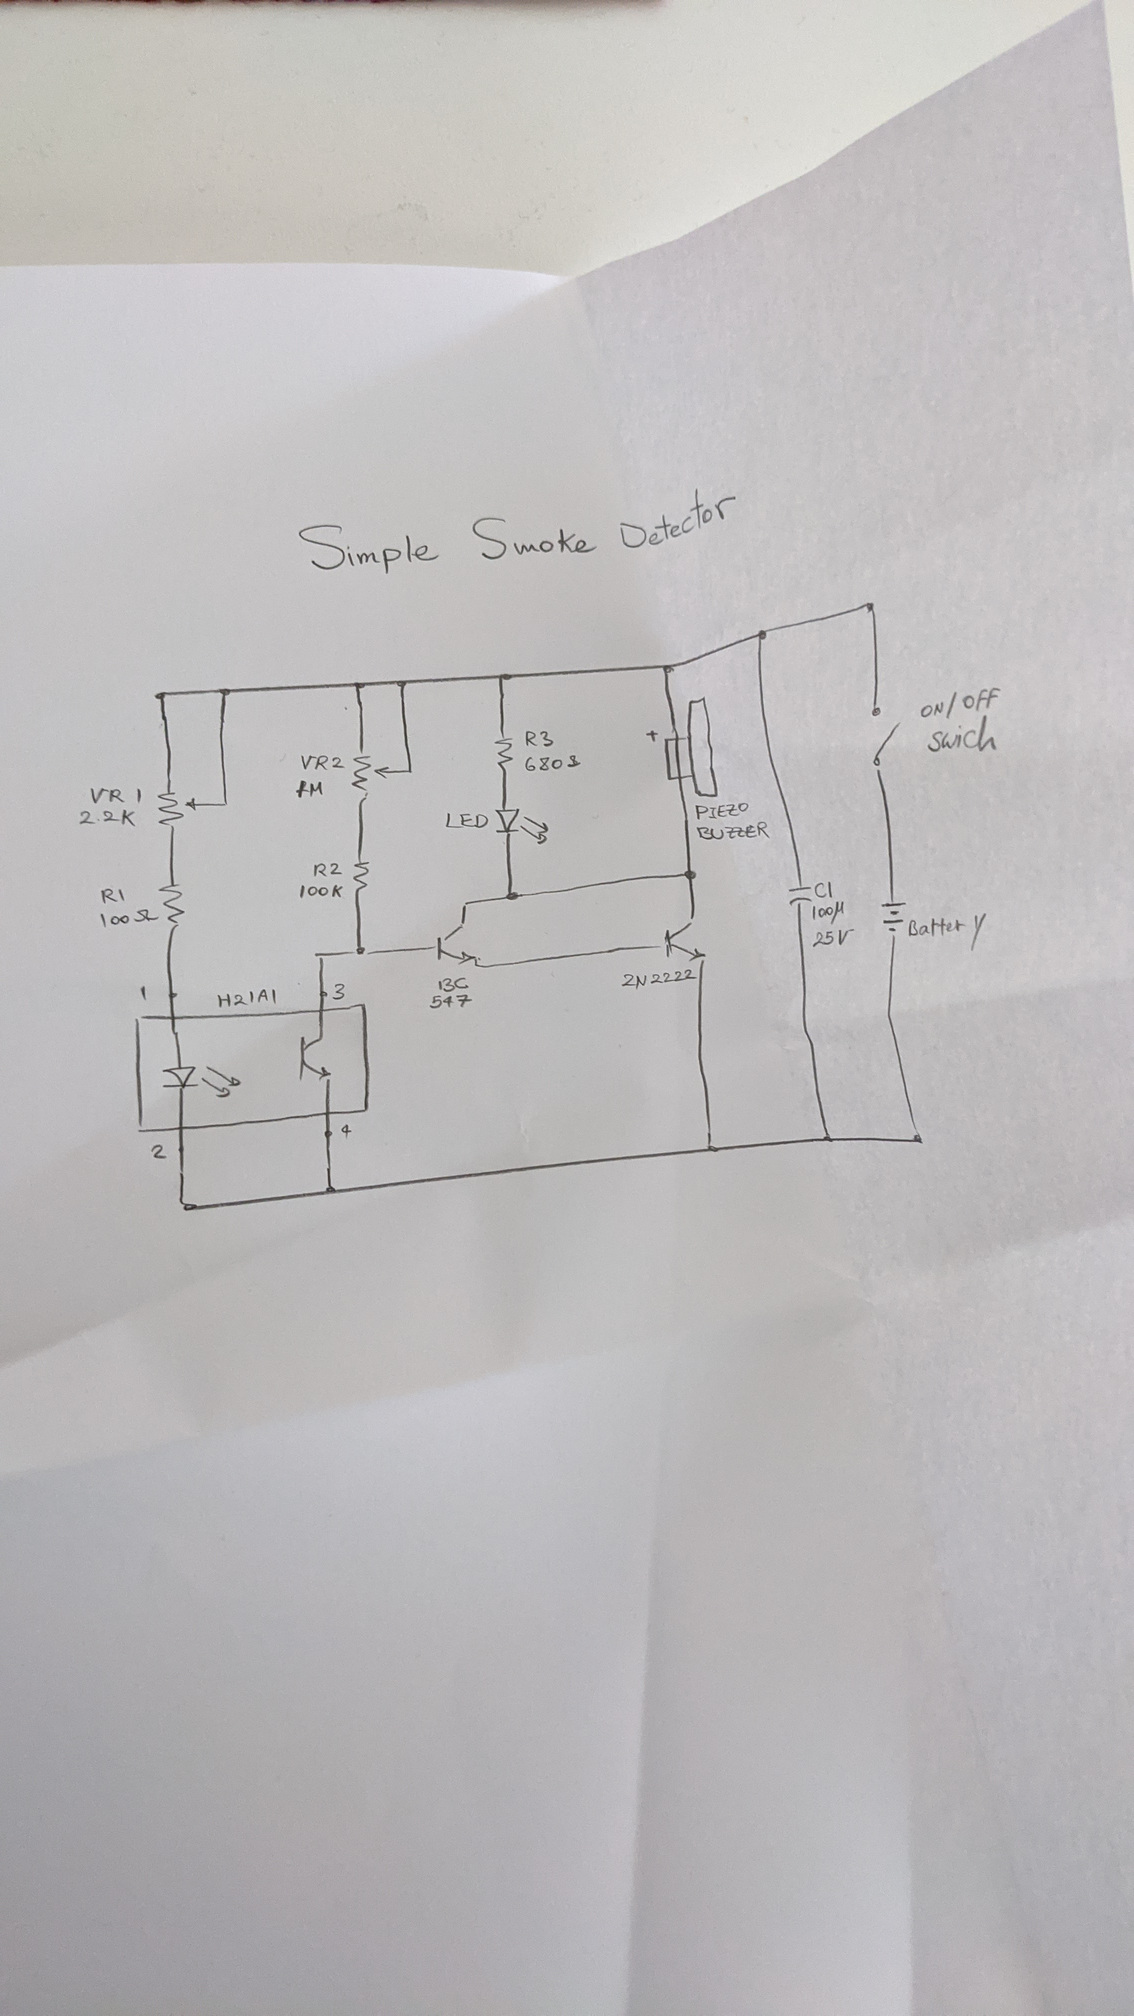 Simple Smoke Detector
ON/OFF
swich
VR1
2.2K
VR2
R3
680Ω
+
LED
PIEZO
BUZZER
R1
100Ω
R2
100K
C1
100µ
25V
Battery
1
H21A1
3
BC
547
2N2222
2
4